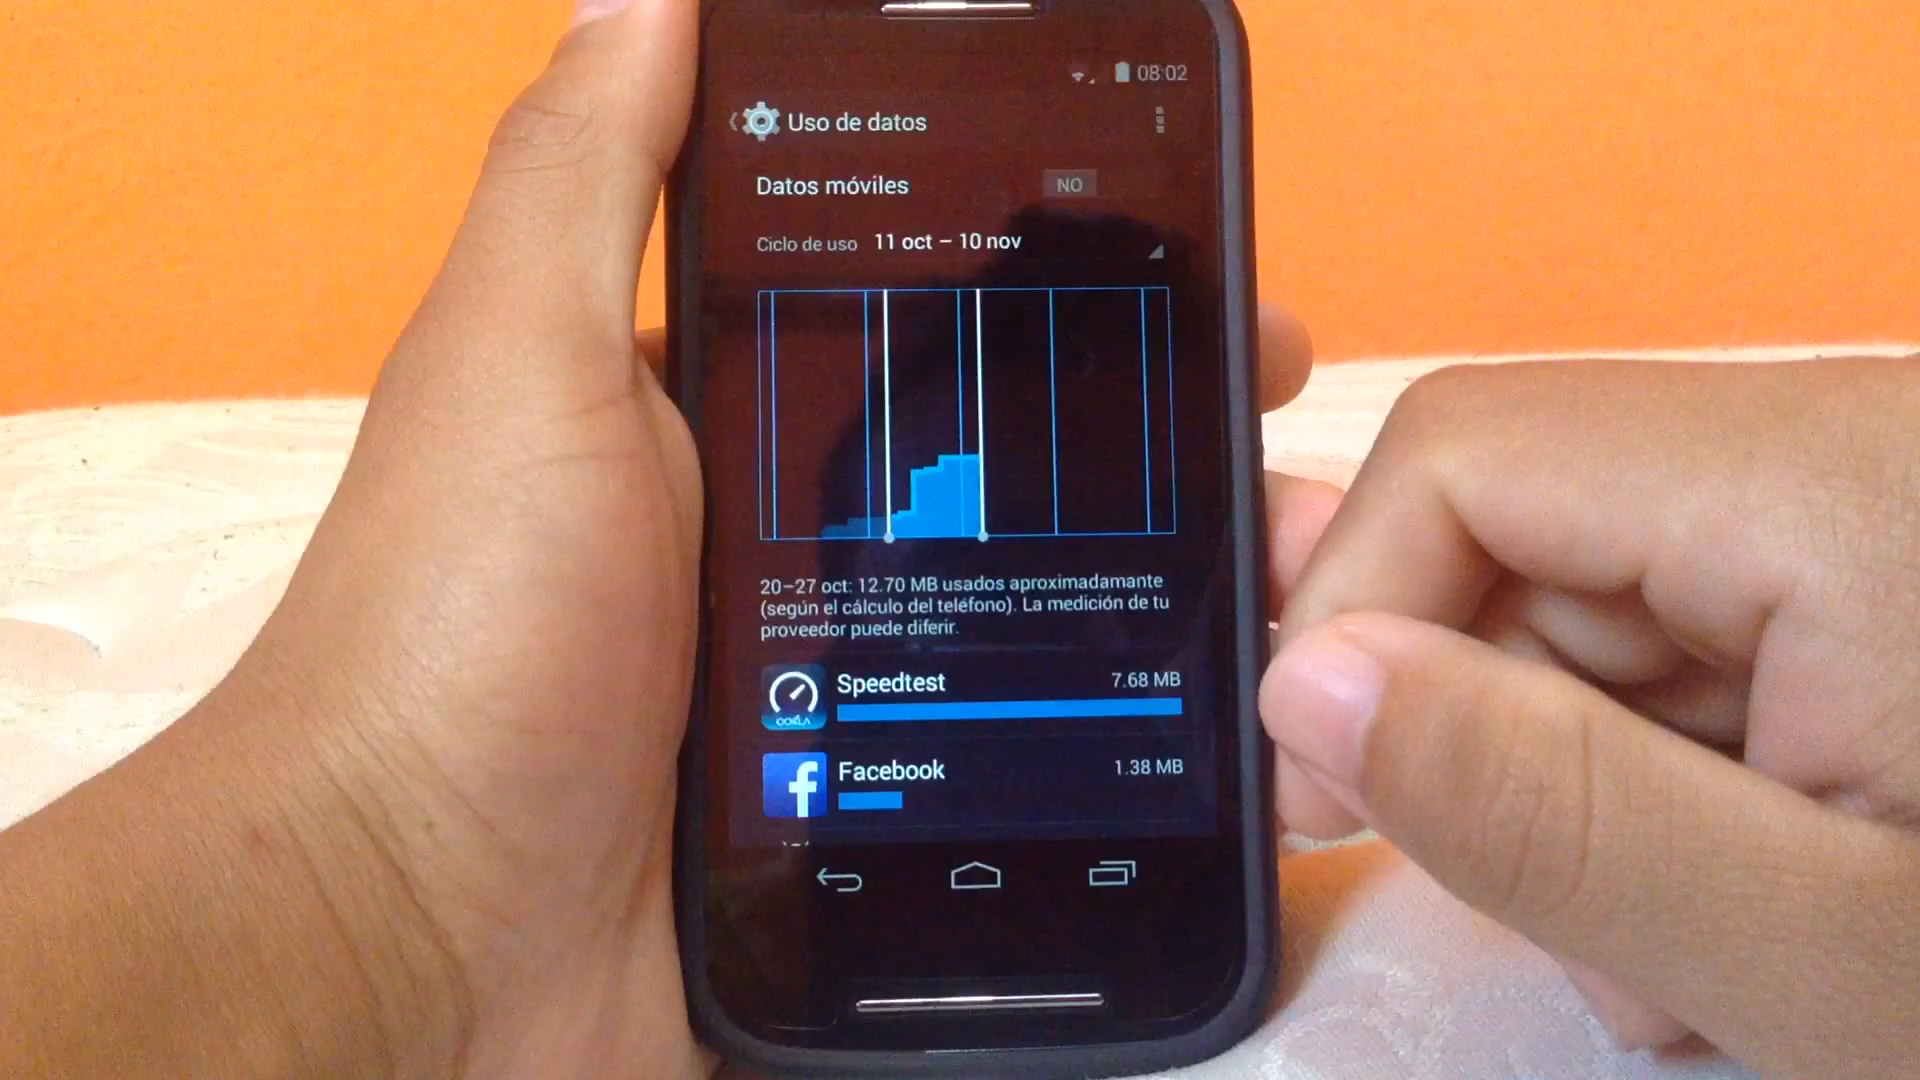 08:02
Uso de datos
Datos móviles NO
Ciclo de uso 11 oct – 10 nov
20–27 oct: 12.70 MB usados aproximadamante
(según el cálculo del teléfono). La medición de tu
proveedor puede diferir.
Speedtest 7.68 MB
OOKLA
Facebook 1.38 MB